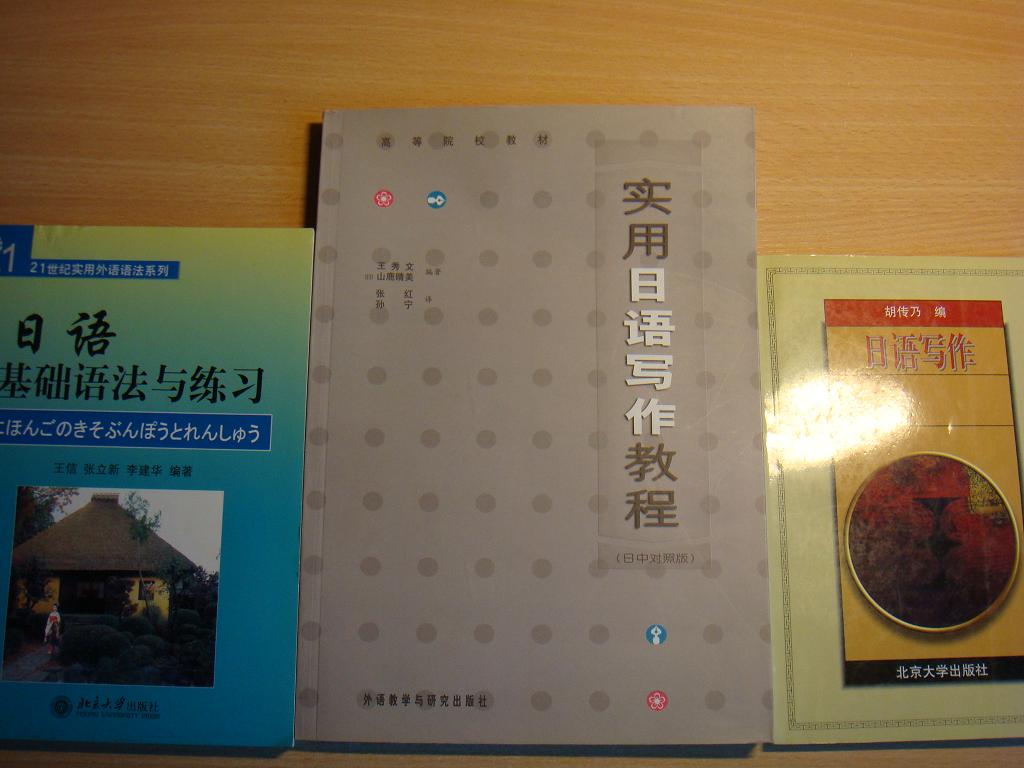 21世纪实用外语语法系列
日语
基础语法与练习
にほんごのきそぶんぽうとれんしゅう
王信 张立新 李建华 编著
北京大学出版社
PEKING UNIVERSITY PRESS
高等院校教材
实用日语写作教程
(日中对照版)
王秀文
山鹿晴美
编著
张红
孙宁
译
外语教学与研究出版社
胡传乃 编
日语写作
北京大学出版社